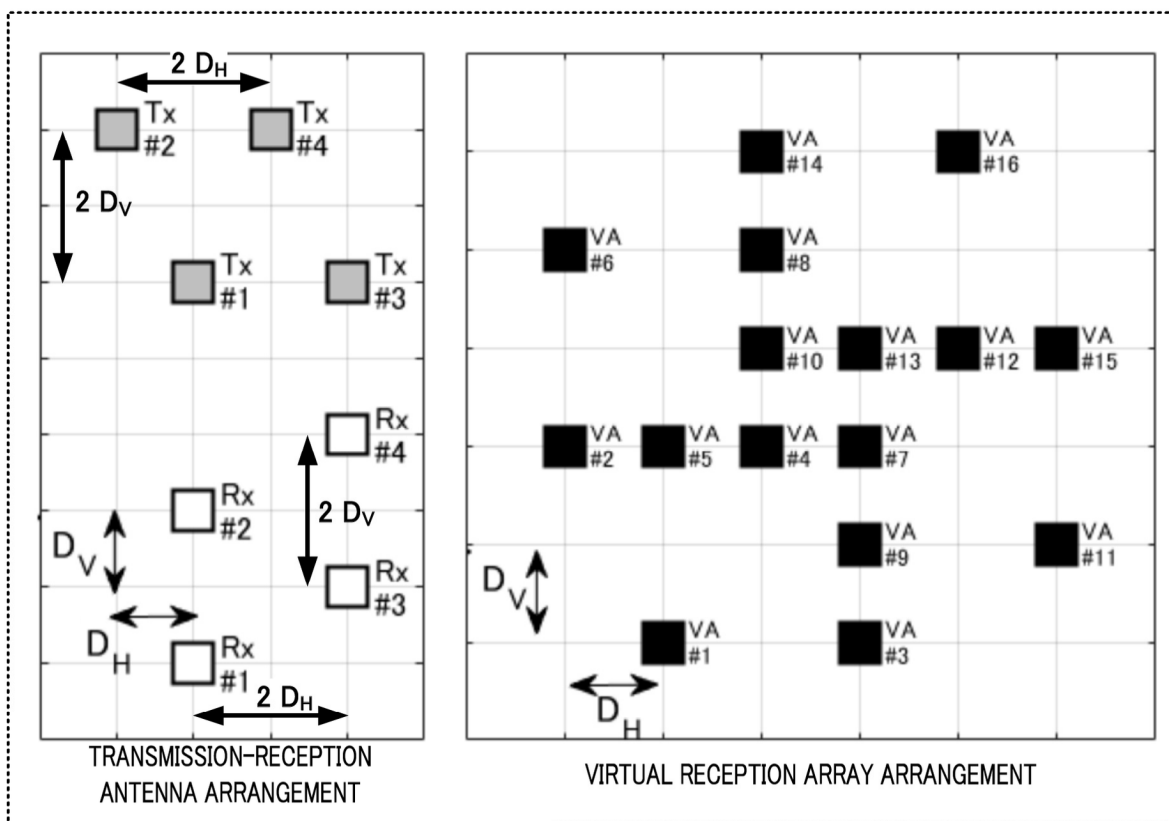 2 DH
Tx
#2
Tx
#4
2 DV
Tx
#1
Tx
#3
Rx
#4
Rx
#2
2 DV
DV
Rx
#3
DH
Rx
#1
2 DH
TRANSMISSION-RECEPTION
ANTENNA ARRANGEMENT
VA
#14
VA
#16
VA
#6
VA
#8
VA
#10
VA
#13
VA
#12
VA
#15
VA
#2
VA
#5
VA
#4
VA
#7
VA
#9
VA
#11
DV
VA
#1
VA
#3
DH
VIRTUAL RECEPTION ARRAY ARRANGEMENT